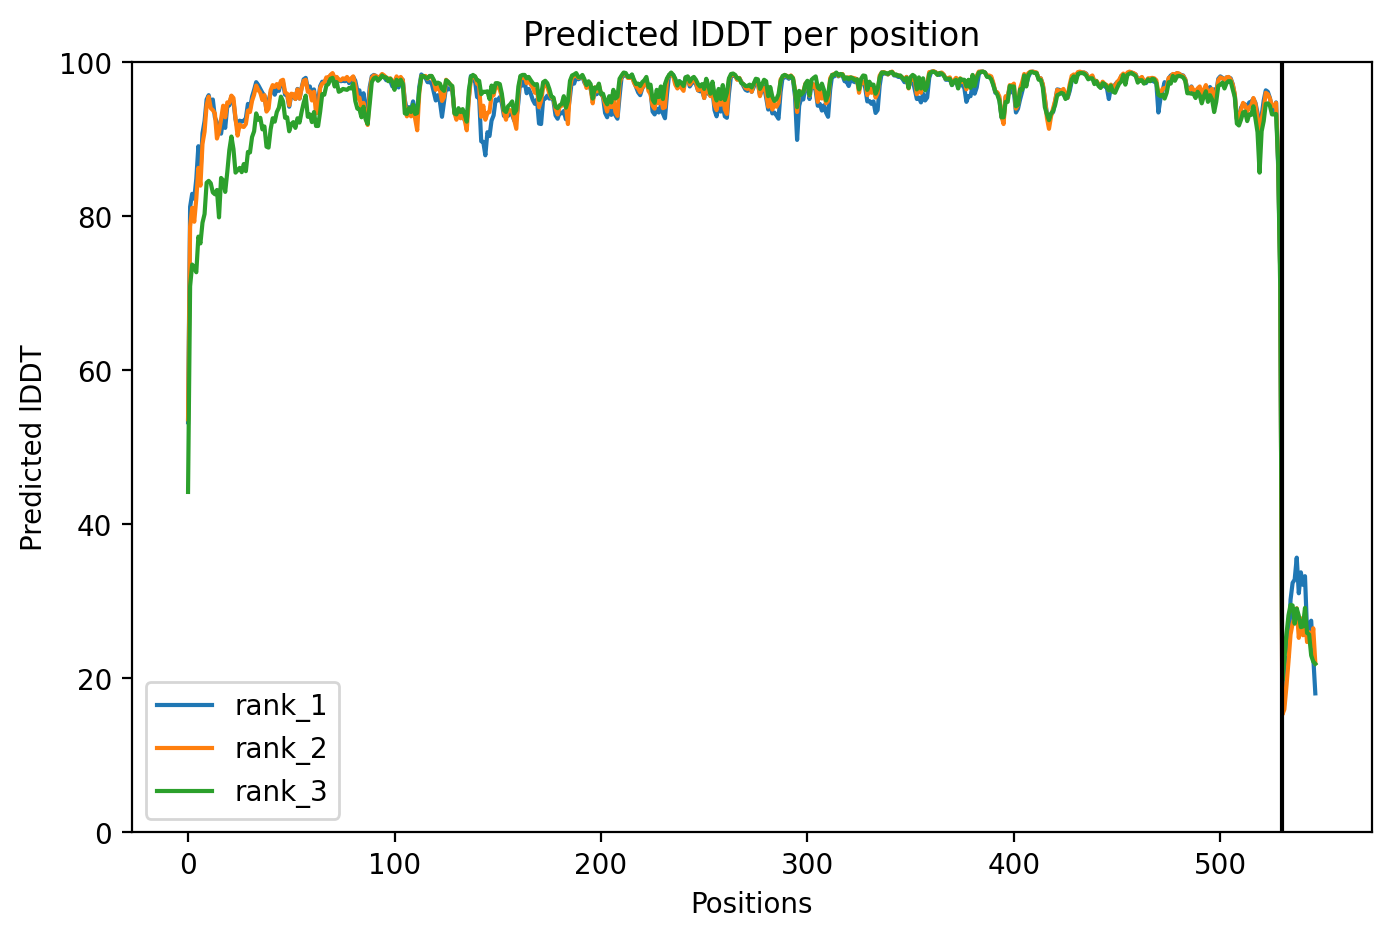 Predicted lDDT per position
Predicted lDDT
100
80
60
40
20
0
rank_1
rank_2
rank_3
0 100 200 300 400 500
Positions